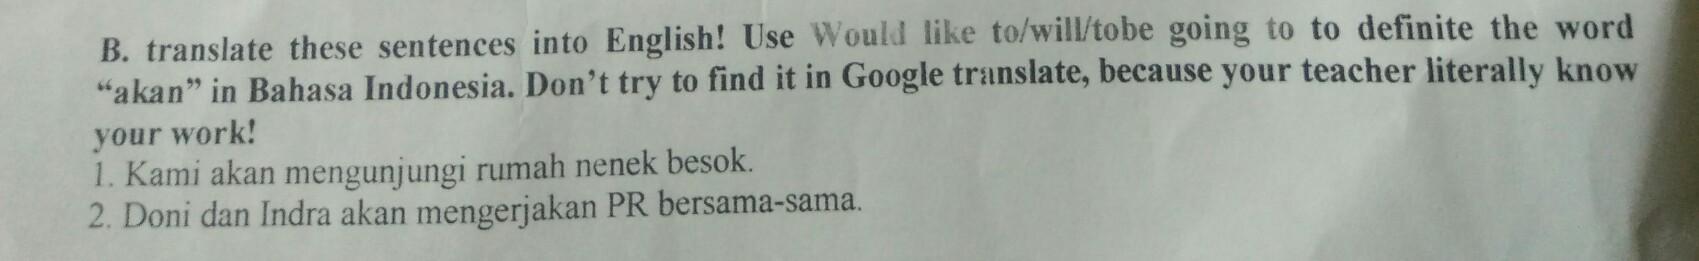 B. translate these sentences into English! Use Would like to/will/tobe going to to definite the word
“akan” in Bahasa Indonesia. Don’t try to find it in Google translate, because your teacher literally know
your work!
1. Kami akan mengunjungi rumah nenek besok.
2. Doni dan Indra akan mengerjakan PR bersama-sama.